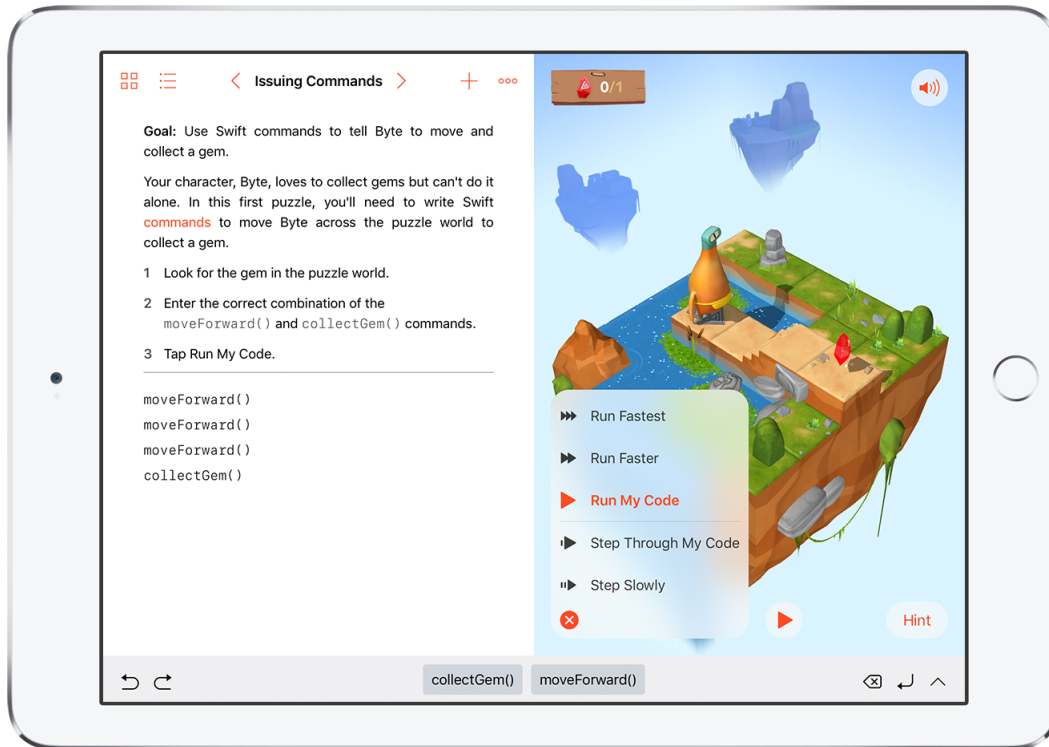 Issuing Commands
Goal: Use Swift commands to tell Byte to move and
collect a gem.
Your character, Byte, loves to collect gems but can't do it
alone. In this first puzzle, you'll need to write Swift
commands to move Byte across the puzzle world to
collect a gem.
1 Look for the gem in the puzzle world.
2 Enter the correct combination of the
moveForward() and collectGem() commands.
3 Tap Run My Code.
moveForward()
moveForward()
moveForward()
collectGem()
0/1
Run Fastest
Run Faster
Run My Code
Step Through My Code
Step Slowly
Hint
collectGem() moveForward()